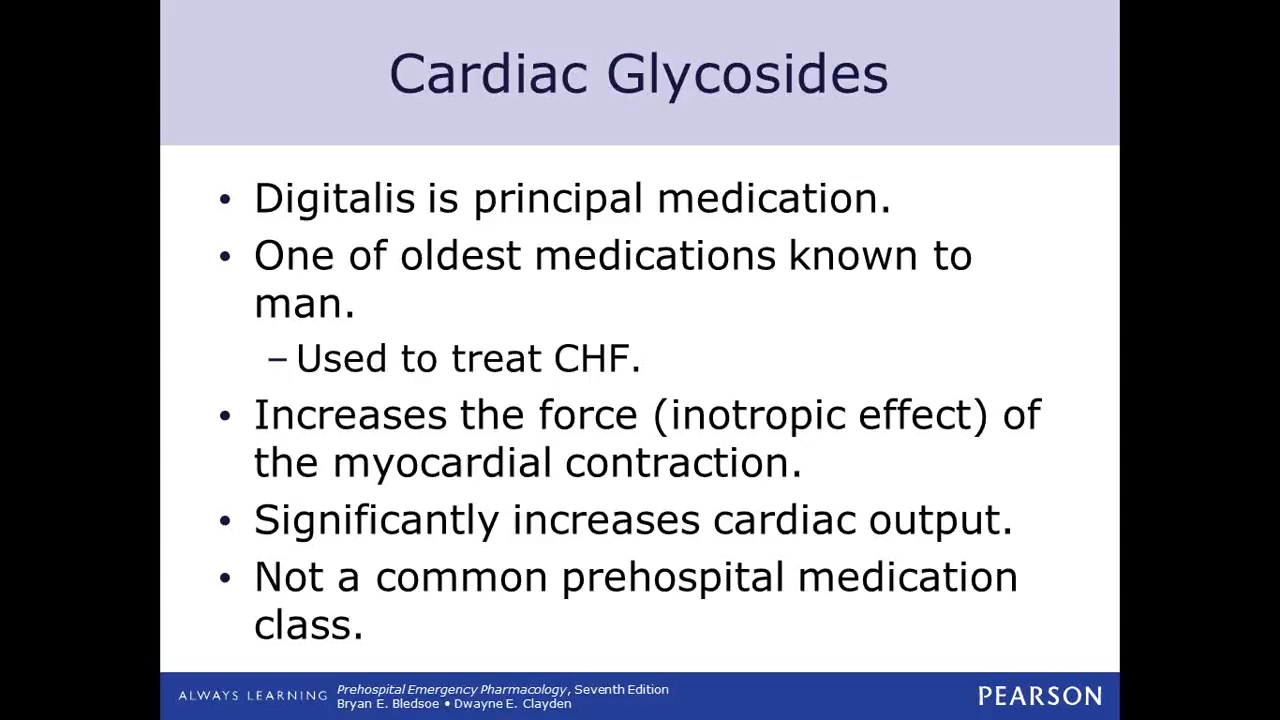 Cardiac Glycosides
• Digitalis is principal medication.
• One of oldest medications known to
man.
– Used to treat CHF.
• Increases the force (inotropic effect) of
the myocardial contraction.
• Significantly increases cardiac output.
• Not a common prehospital medication
class.
ALWAYS LEARNING
Prehospital Emergency Pharmacology, Seventh Edition
Bryan E. Bledsoe • Dwayne E. Clayden
PEARSON